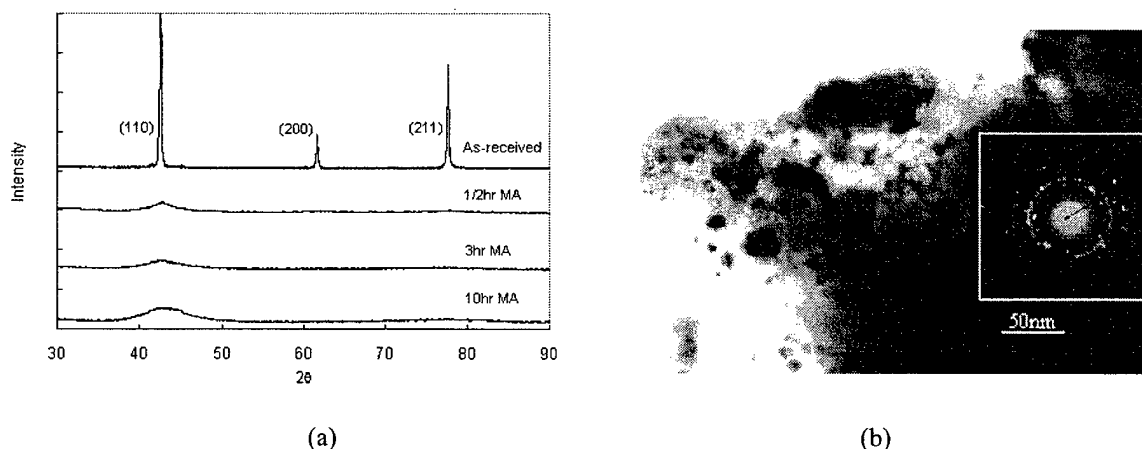 (110)
(200)
(211)
As-received
1/2hr MA
3hr MA
10hr MA
Intensity
30 40 50 60 70 80 90
2θ
50nm
(a) (b)